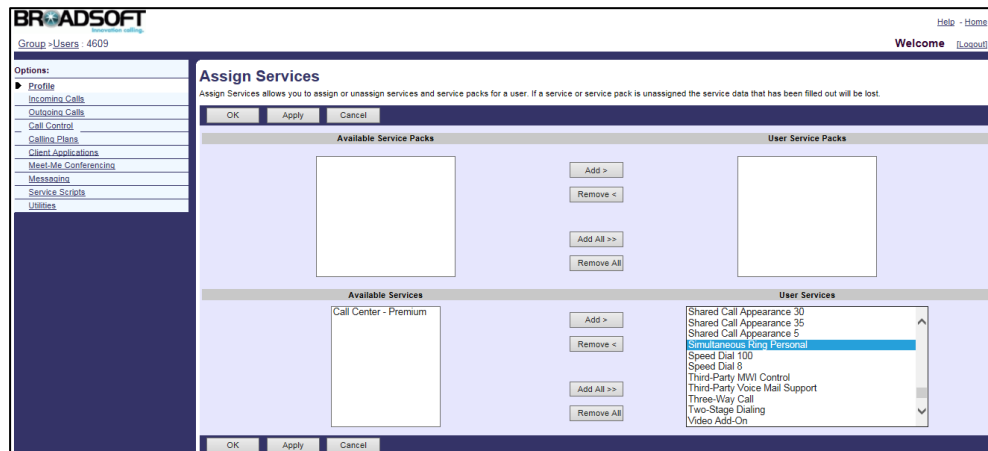 BROADSOFT
Innovation calling.
Help - Home
Group >Users : 4609
Welcome [Logout]
Options:
Profile
Incoming Calls
Outgoing Calls
Call Control
Calling Plans
Client Applications
Meet-Me Conferencing
Messaging
Service Scripts
Utilities
Assign Services
Assign Services allows you to assign or unassign services and service packs for a user. If a service or service pack is unassigned the service data that has been filled out will be lost.
OK Apply Cancel
Available Service Packs
User Service Packs
Add >
Remove <
Add All >>
Remove All
Available Services
User Services
Call Center - Premium
Add >
Remove <
Add All >>
Remove All
Shared Call Appearance 30
Shared Call Appearance 35
Shared Call Appearance 5
Simultaneous Ring Personal
Speed Dial 100
Speed Dial 8
Third-Party MWI Control
Third-Party Voice Mail Support
Three-Way Call
Two-Stage Dialing
Video Add-On
OK Apply Cancel